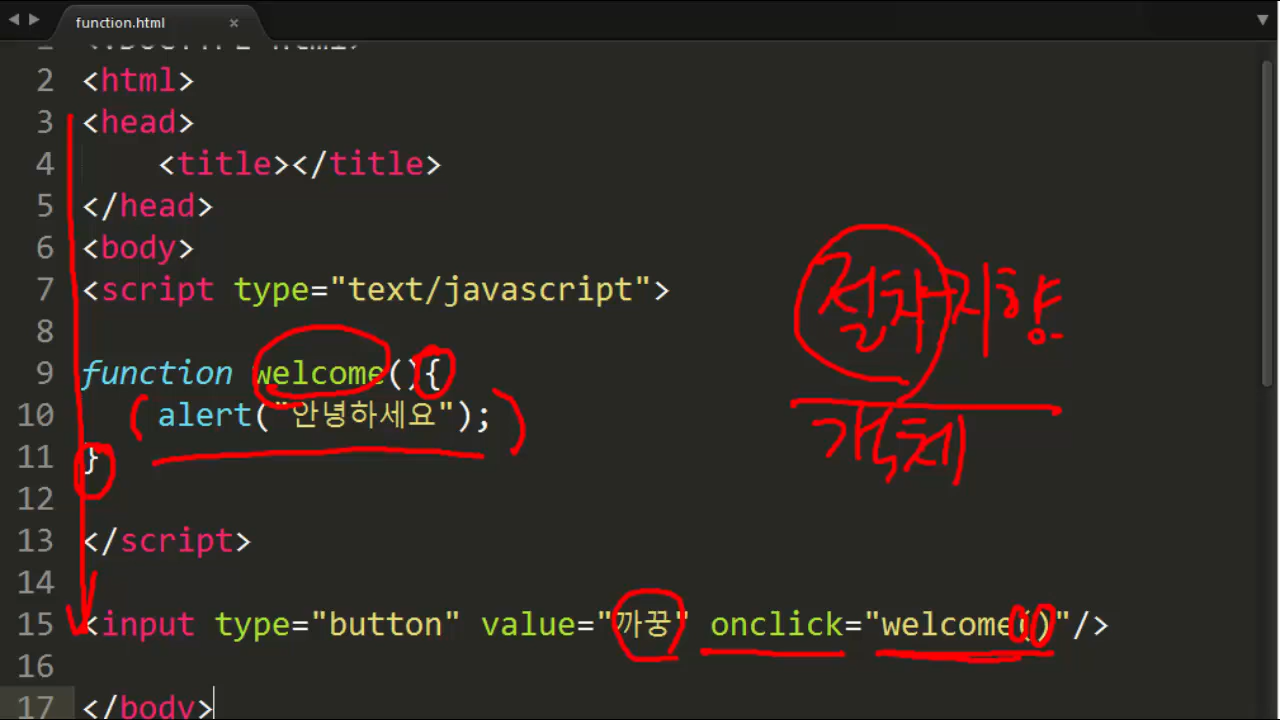 function.html
2 <html>
3 <head>
4 <title></title>
5 </head>
6 <body>
7 <script type="text/javascript">
8
9 function welcome(){
10 alert("안녕하세요");
11 }
12
13 </script>
14
15 <input type="button" value="까꿍" onclick="welcome()"/>
16
17 </body>
절차지향
객체